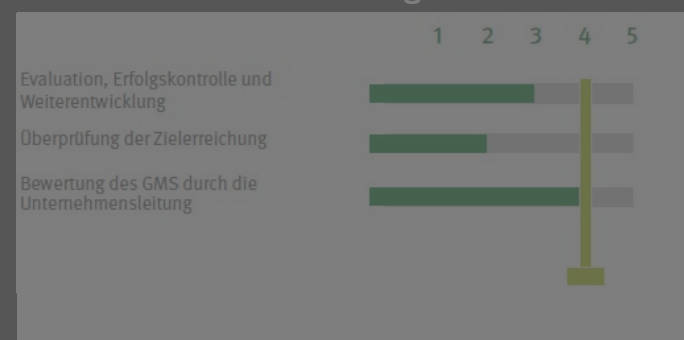 1 2 3 4 5
Evaluation, Erfolgskontrolle und
Weiterentwicklung
Überprüfung der Zielerreichung
Bewertung des GMS durch die
Unternehmensleitung